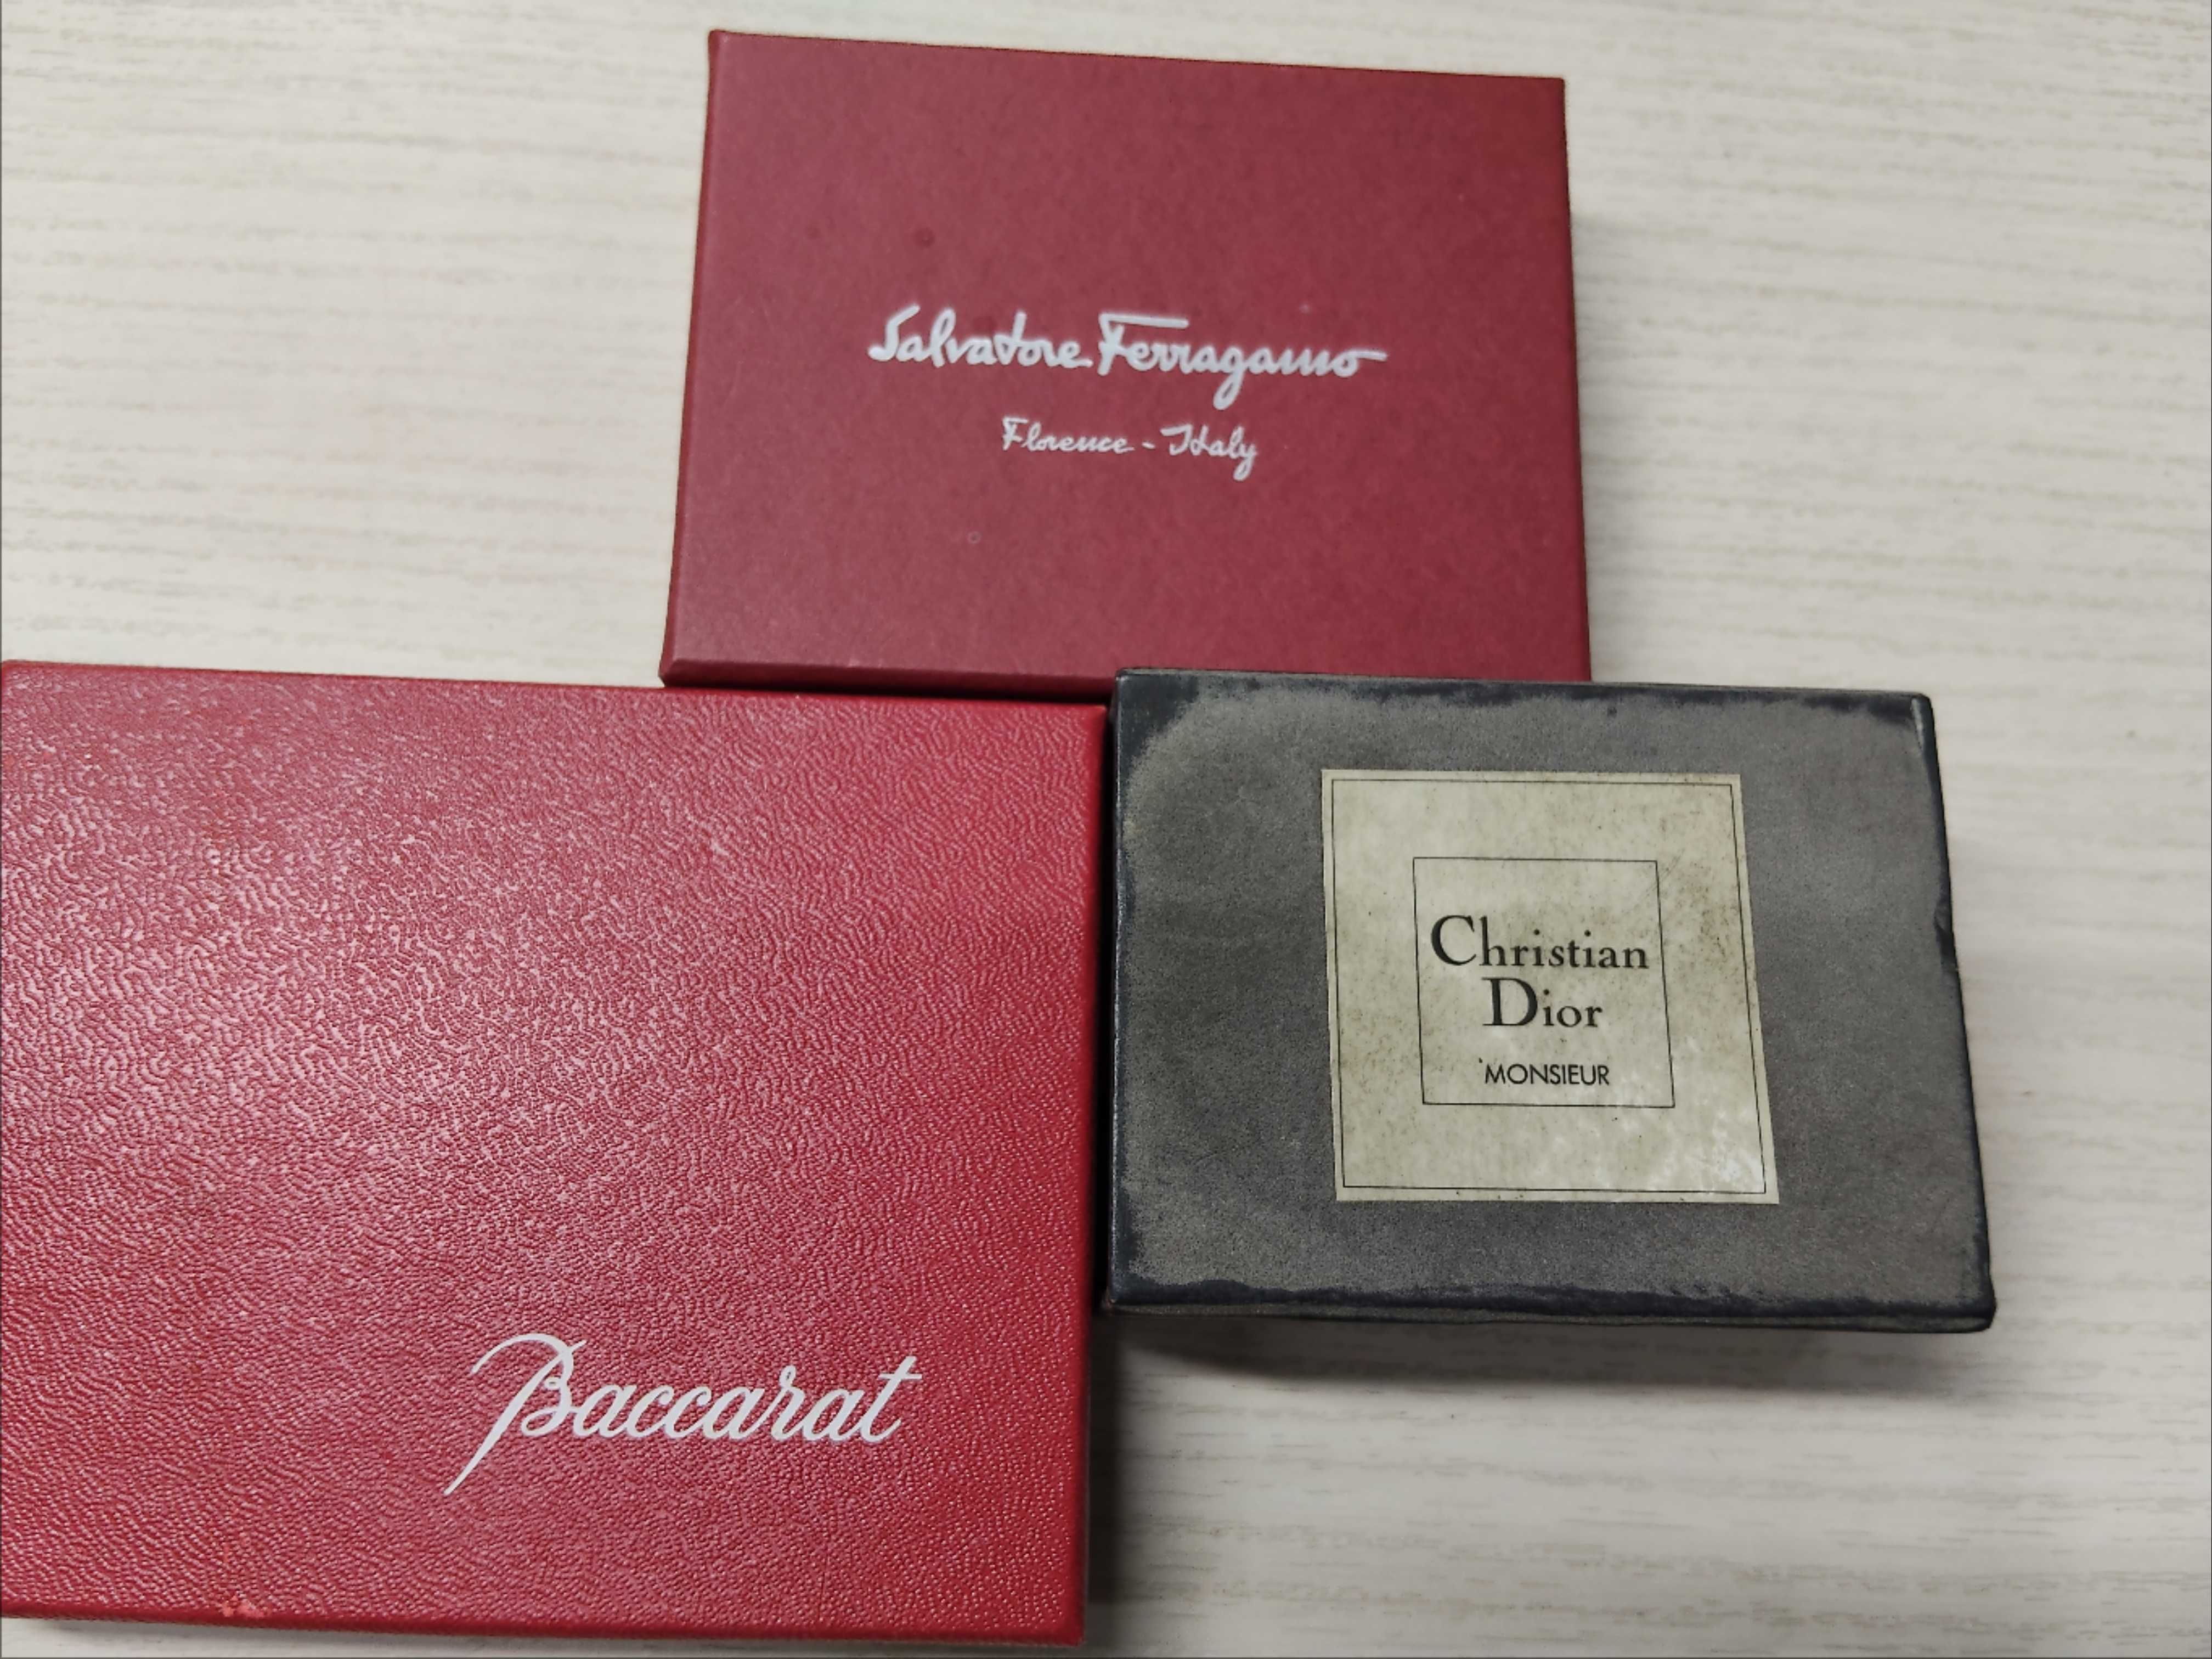 Salvatore Ferragamo
Florence - Italy
Christian
Dior
MONSIEUR
Baccarat